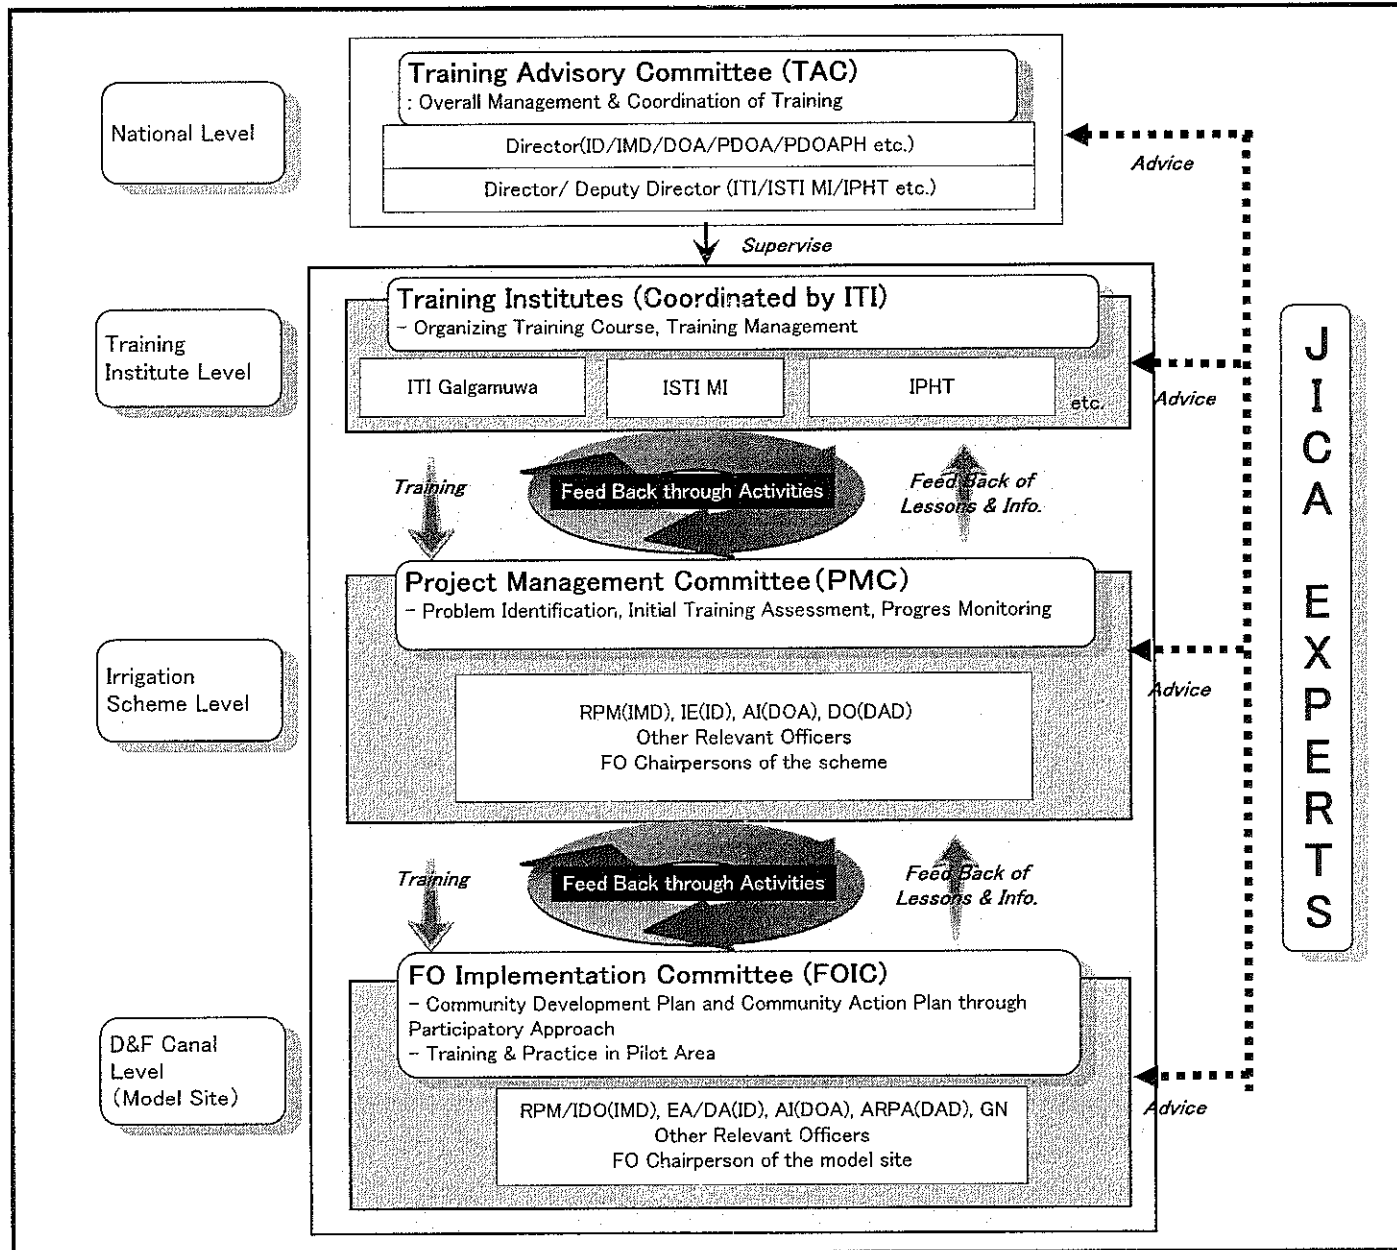 Training Advisory Committee (TAC)
: Overall Management & Coordination of Training
National Level
Director(ID/IMD/DOA/PDOA/PDOAPH etc.)
Director/ Deputy Director (ITI/ISTI MI/IPHT etc.)
Advice
Supervise
Training Institutes (Coordinated by ITI)
- Organizing Training Course, Training Management
Training
Institute Level
ITI Galgamuwa
ISTI MI
IPHT
etc.
Advice
JICA EXPERTS
Training
Feed Back through Activities
Feed Back of
Lessons & Info.
Project Management Committee(PMC)
- Problem Identification, Initial Training Assessment, Progres Monitoring
Irrigation
Scheme Level
Advice
RPM(IMD), IE(ID), AI(DOA), DO(DAD)
Other Relevant Officers
FO Chairpersons of the scheme
Training
Feed Back through Activities
Feed Back of
Lessons & Info.
FO Implementation Committee (FOIC)
- Community Development Plan and Community Action Plan through
Participatory Approach
- Training & Practice in Pilot Area
D&F Canal
Level
(Model Site)
Advice
RPM/IDO(IMD), EA/DA(ID), AI(DOA), ARPA(DAD), GN
Other Relevant Officers
FO Chairperson of the model site